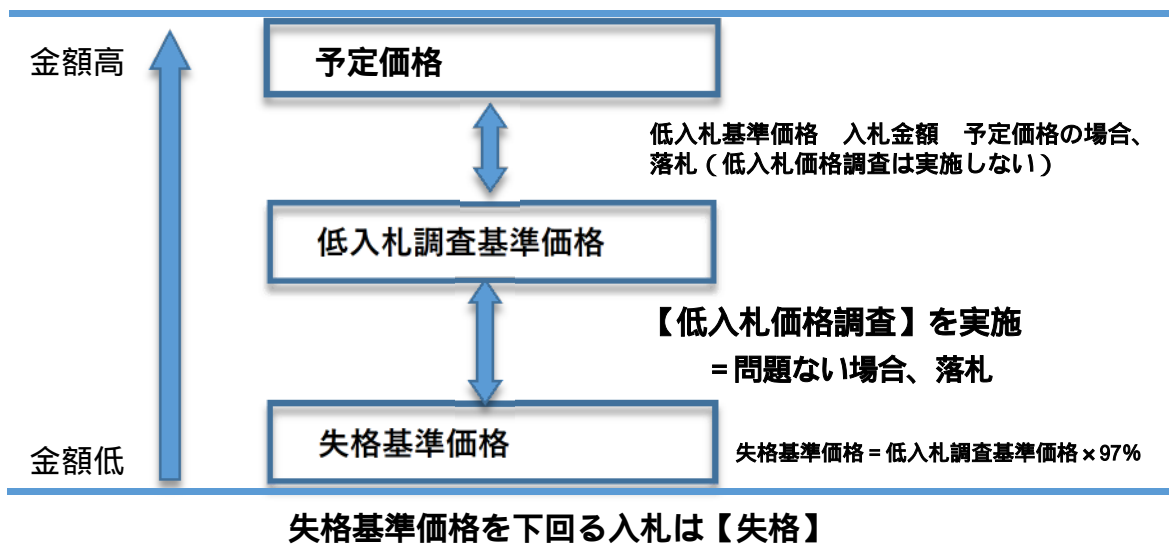 金額高
予定価格
低入札基準価格　入札金額　予定価格の場合、
落札（低入札価格調査は実施しない）
低入札調査基準価格
【低入札価格調査】を実施
=問題ない場合、落札
失格基準価格
金額低
失格基準価格=低入札調査基準価格×97%
失格基準価格を下回る入札は【失格】